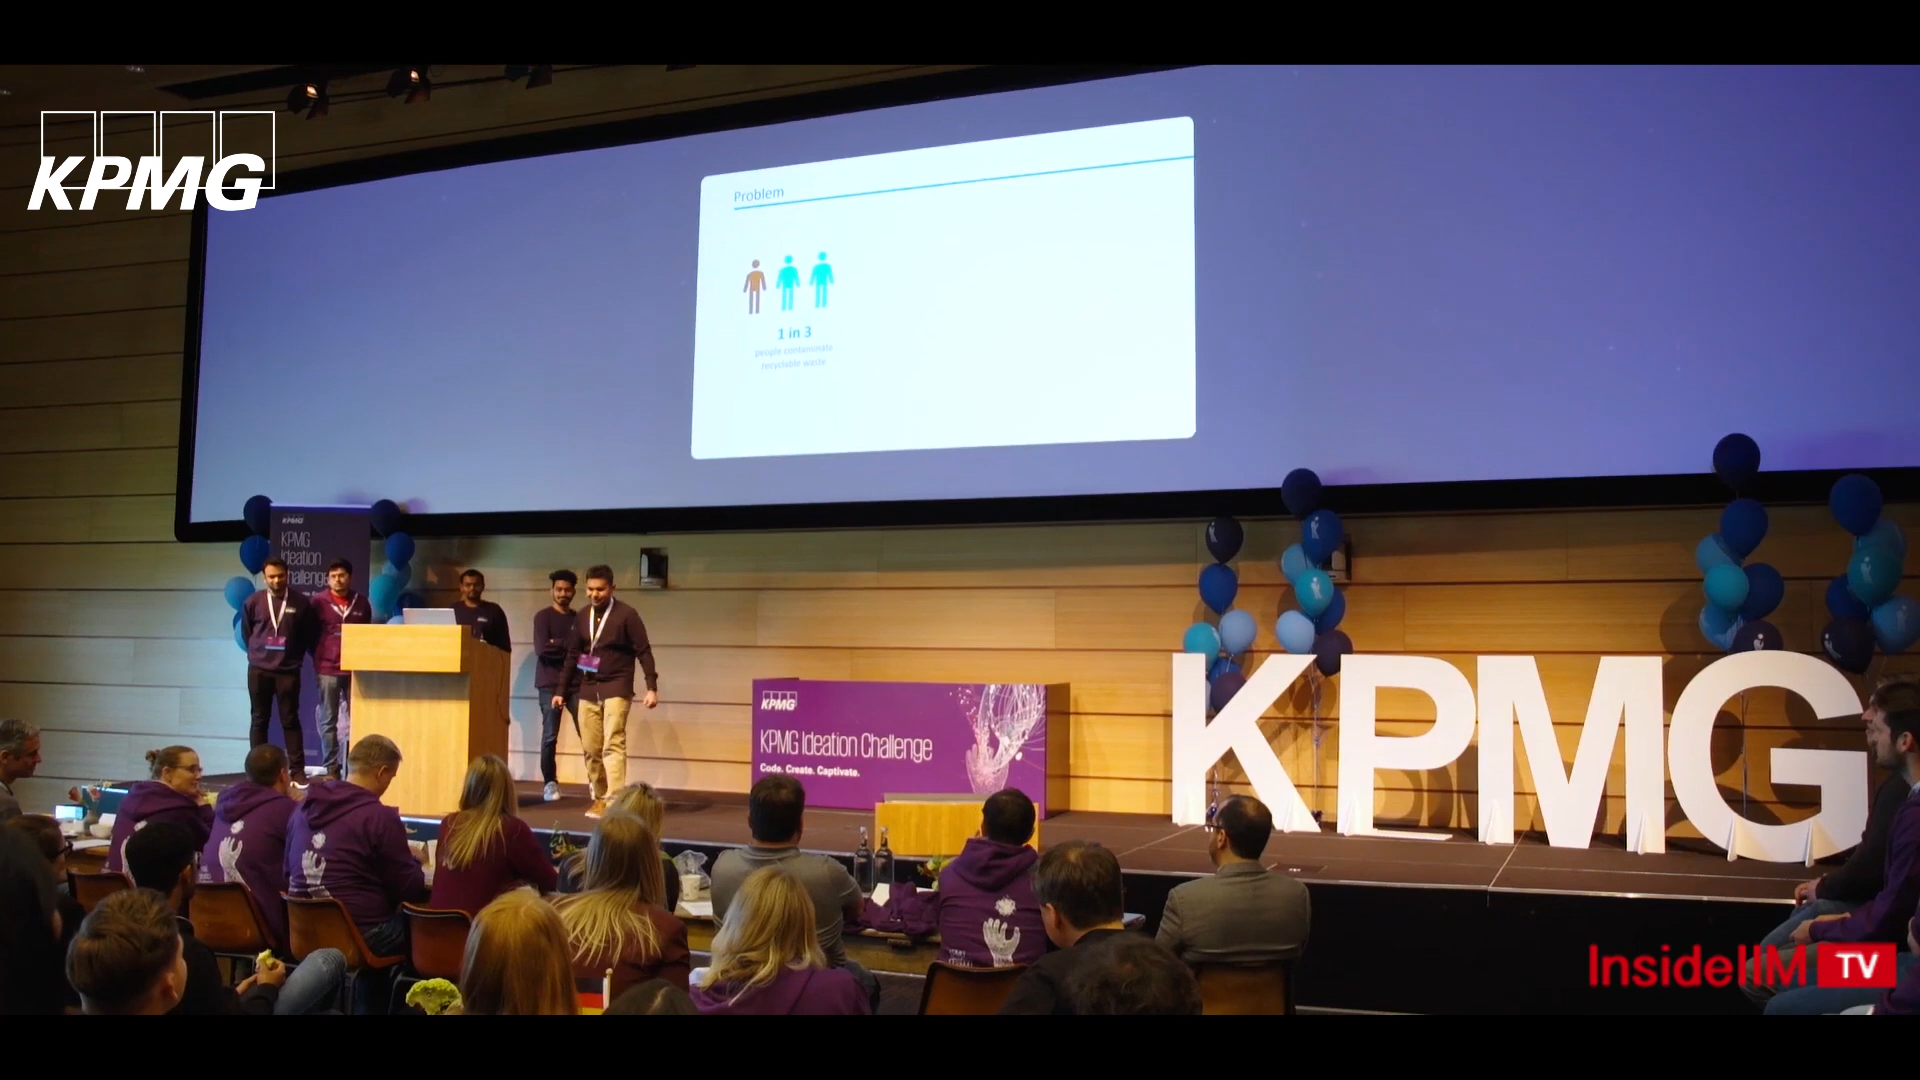 KPMG
Problem
1 in 3
people contaminate
recyclable waste
KPMG
KPMG
Ideation
Challenge
KPMG
KPMG Ideation Challenge
Code. Create. Captivate.
KPMG
InsideIIM TV